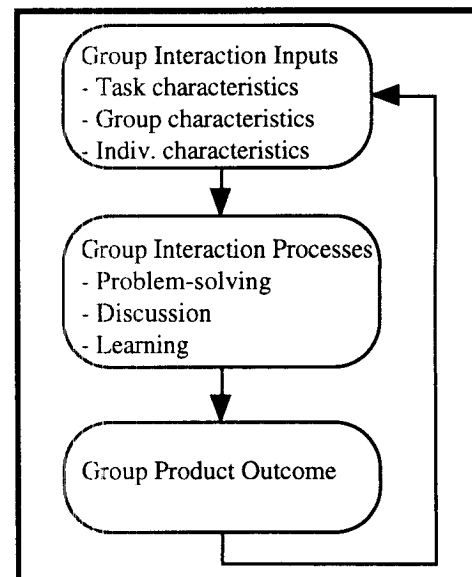 Group Interaction Inputs
- Task characteristics
- Group characteristics
- Indiv. characteristics
Group Interaction Processes
- Problem-solving
- Discussion
- Learning
Group Product Outcome